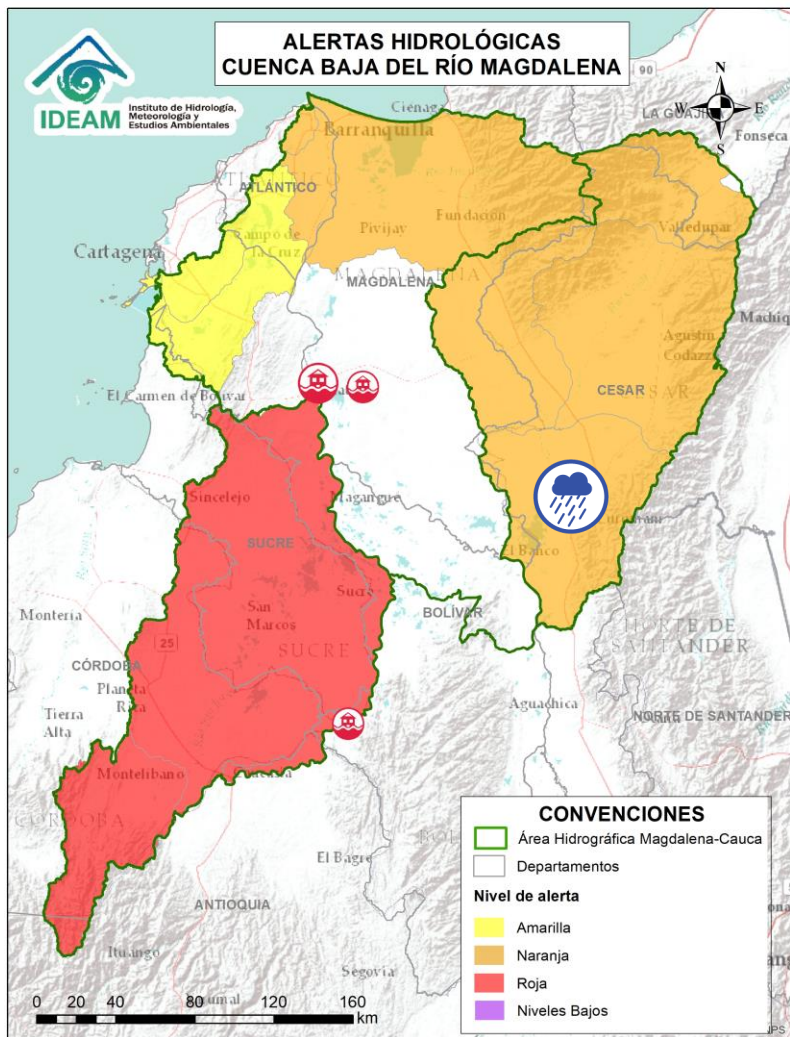 ALERTAS HIDROLÓGICAS
CUENCA BAJA DEL RÍO MAGDALENA
IDEAM
Instituto de Hidrología,
Meteorología y
Estudios Ambientales
90
N
W
E
S
Ciénaga
LA GUAJIRA
Fonseca
Barranquilla
ATLÁNTICO
Fundación
Pivijay
Valledupar
Campo de
la Cruz
Cartagena
MAGDALENA
MAGDALENA
Agustín
Codazzi
CESAR
El Carmen de Bolívar
Magangué
Sincelejo
SUCRE
El Banco
Sucre
BOLÍVAR
San
Marcos
SUCRE
Montería
25
CÓRDOBA
Planeta
Rica
NORTE DE
SANTANDER
Tierra
Alta
Aguachica
NORTE DE SANTANDER
Montelíbano
CÓRDOBA
El Bagre
ANTIOQUIA
Ituango
Segovia
0 20 40 80 120 160
km
CONVENCIONES
Área Hidrográfica Magdalena-Cauca
Departamentos
Nivel de alerta
Amarilla
Naranja
Roja
Niveles Bajos